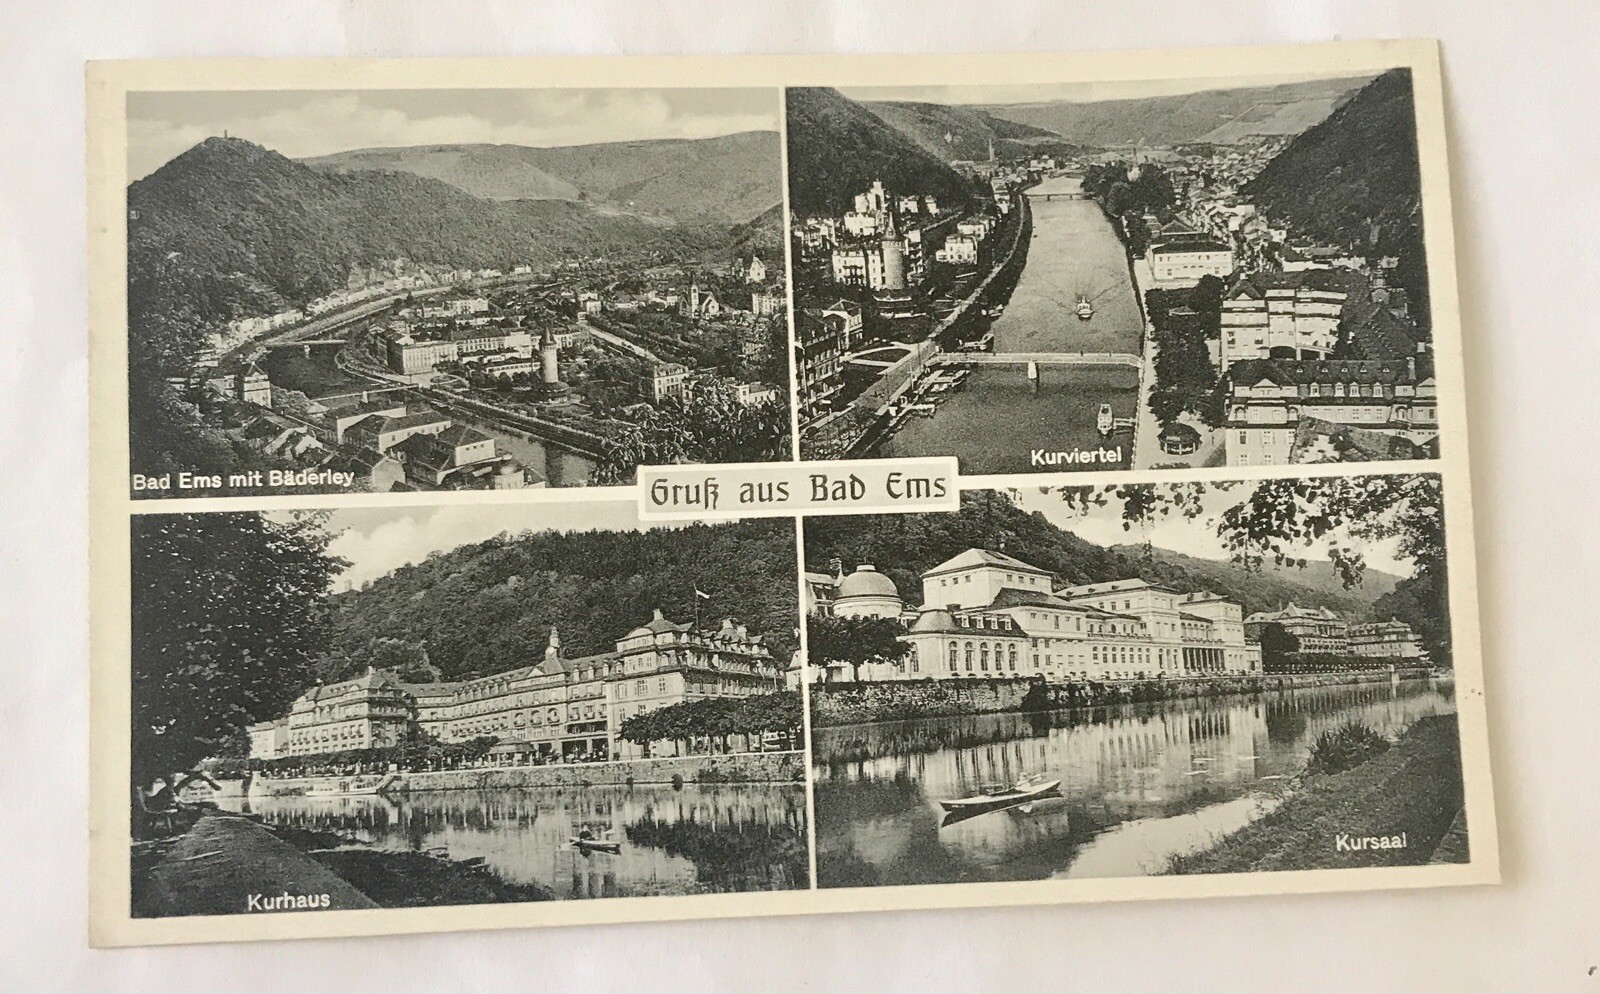 Bad Ems mit Bäderley
Kurviertel
Gruß aus Bad Ems
Kurhaus
Kursaal